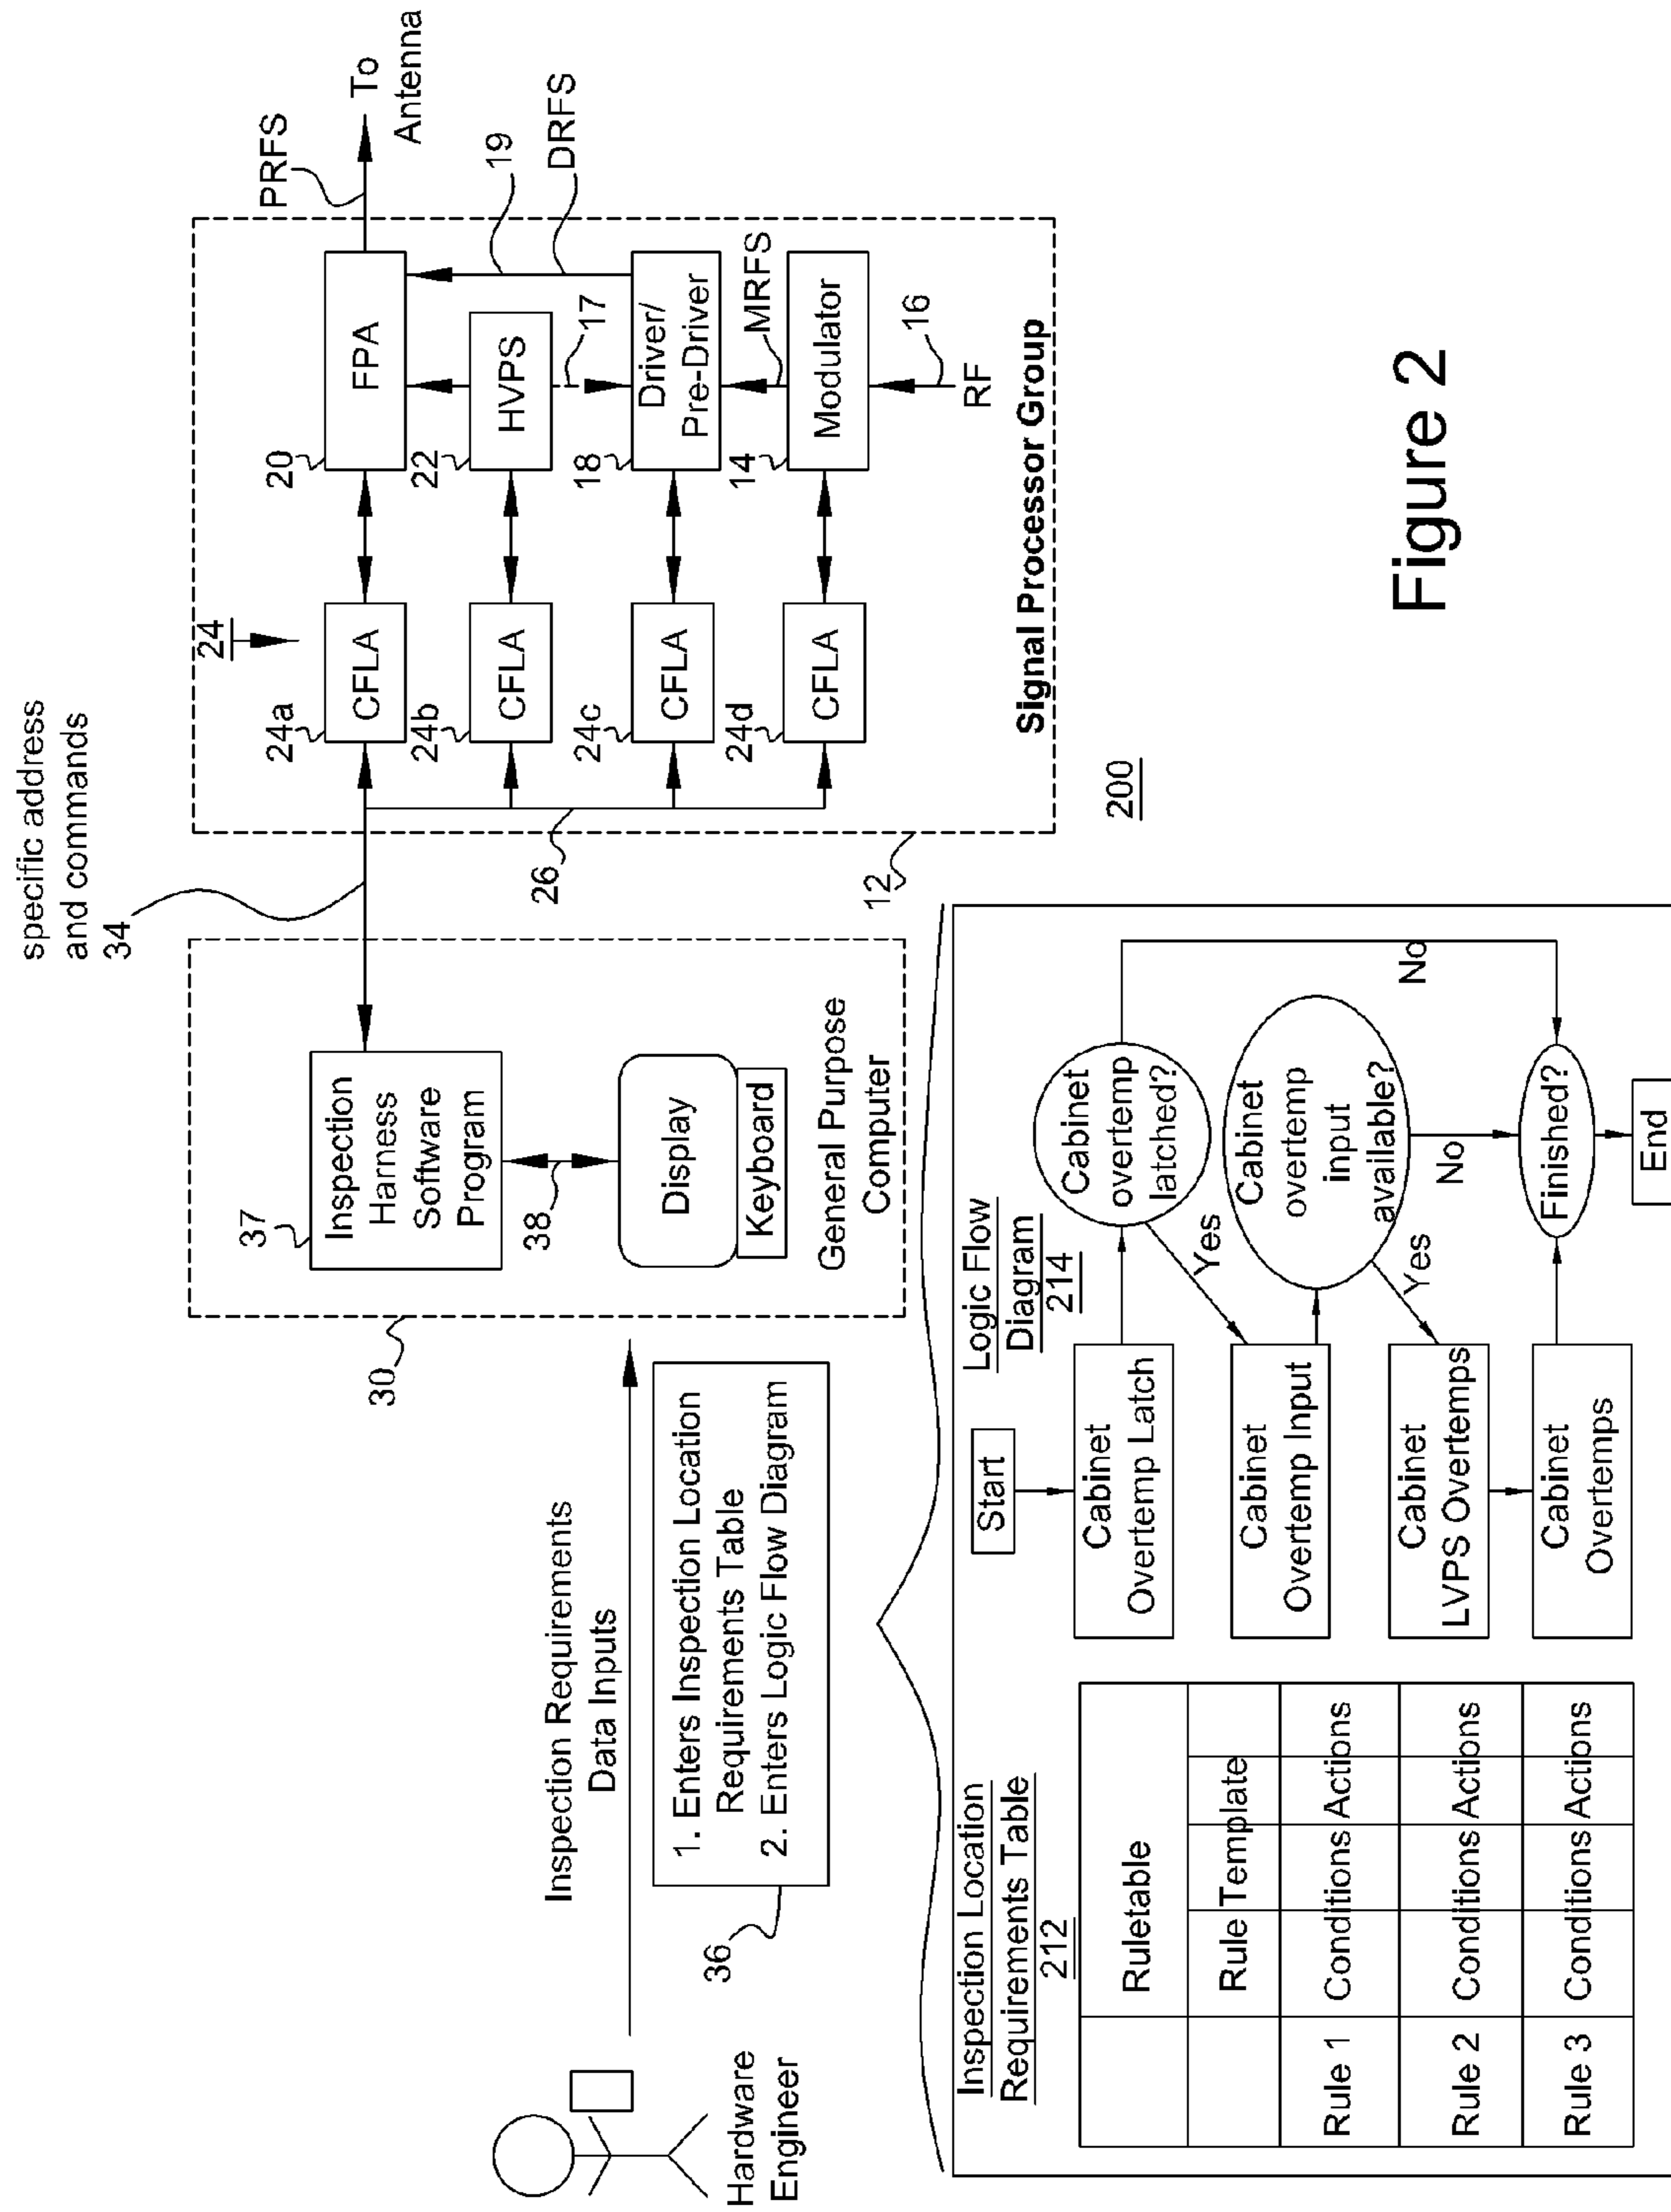 specific address
and commands
34
PRFS
To
Antenna
24
24a
CFLA
20
FPA
19
DRFS
24b
CFLA
22
HVPS
17
24c
CFLA
18
Driver/
Pre-Driver
MRFS
24d
CFLA
14
Modulator
16
RF
Signal Processor Group
26
12
200
37
Inspection
Harness
Software
Program
38
Display
Keyboard
General Purpose
Computer
30
Inspection Requirements
Data Inputs
1. Enters Inspection Location
Requirements Table
2. Enters Logic Flow Diagram
36
Hardware
Engineer
Inspection Location
Requirements Table
212
Ruletable
Rule Template
Rule 1 Conditions Actions
Rule 2 Conditions Actions
Rule 3 Conditions Actions
Logic Flow
Diagram
214
Start
Cabinet
Overtemp Latch
Cabinet
overtemp
latched?
No
Yes
Cabinet
Overtemp Input
Cabinet
overtemp
input
available?
No
Yes
Cabinet
LVPS Overtemps
Cabinet
Overtemps
Finished?
End
Figure 2